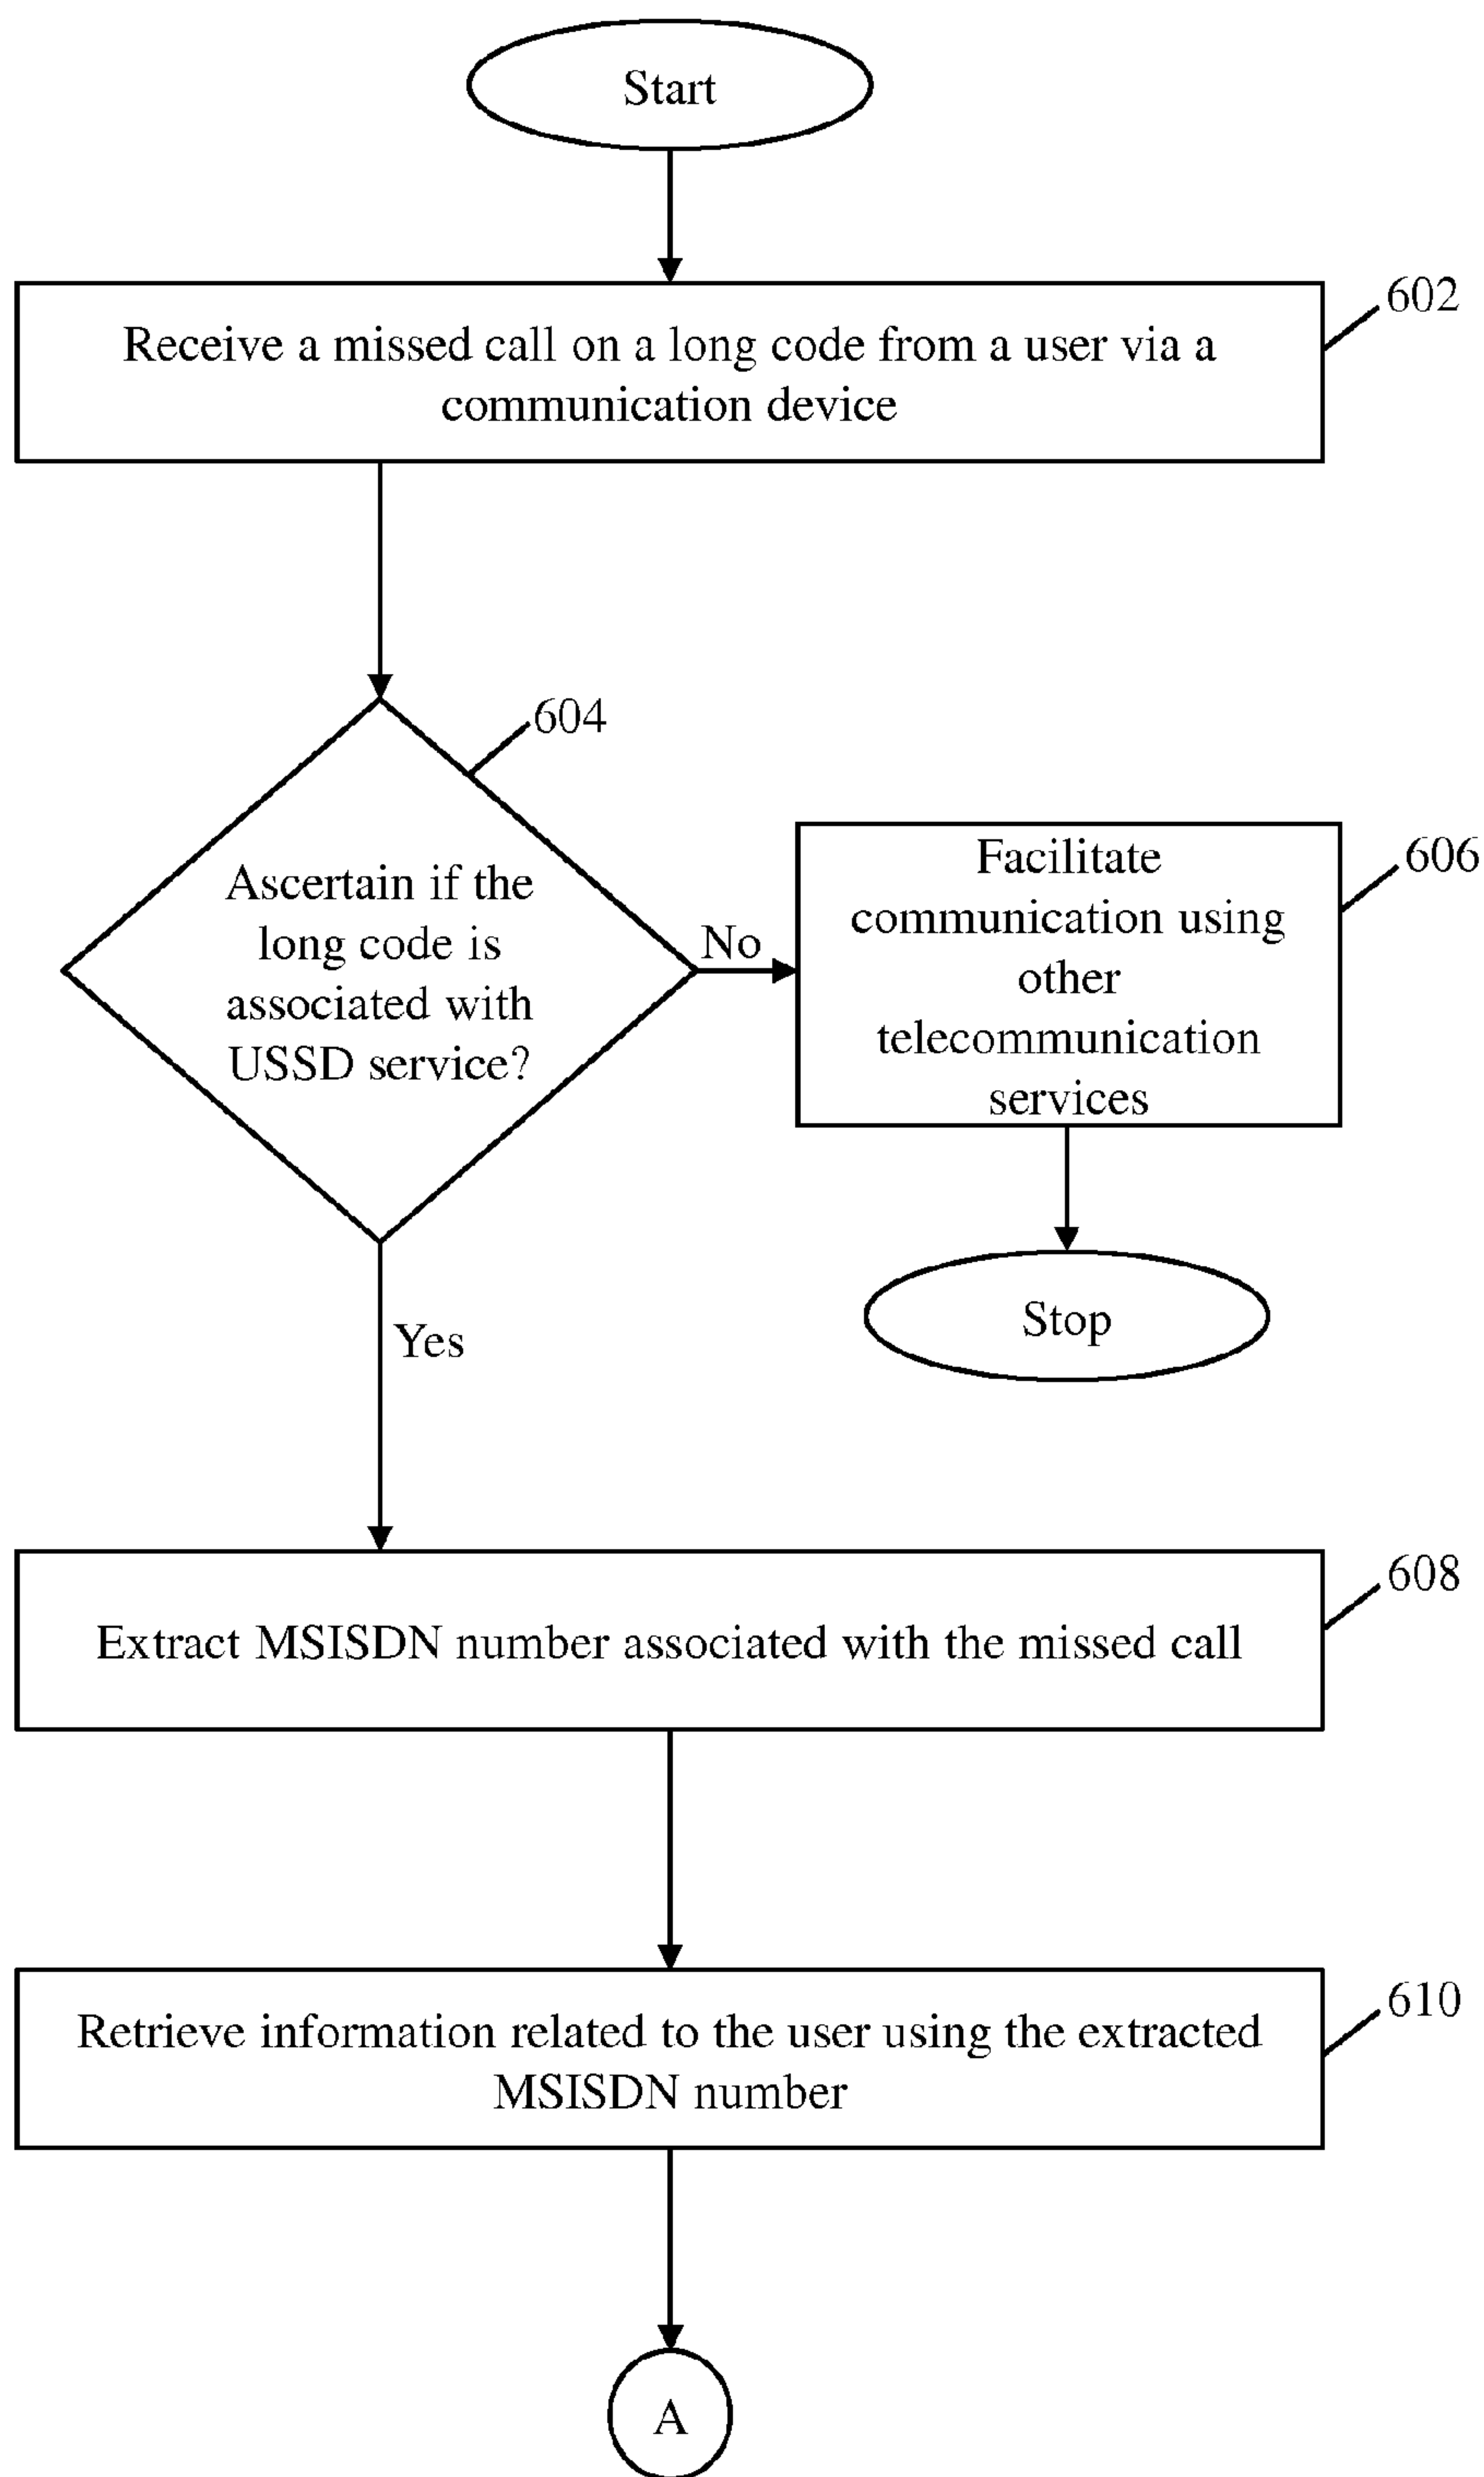 Start
602
Receive a missed call on a long code from a user via a
communication device
604
Ascertain if the
long code is
associated with
USSD service?
No
606
Facilitate
communication using
other
telecommunication
services
Stop
Yes
608
Extract MSISDN number associated with the missed call
610
Retrieve information related to the user using the extracted
MSISDN number
A